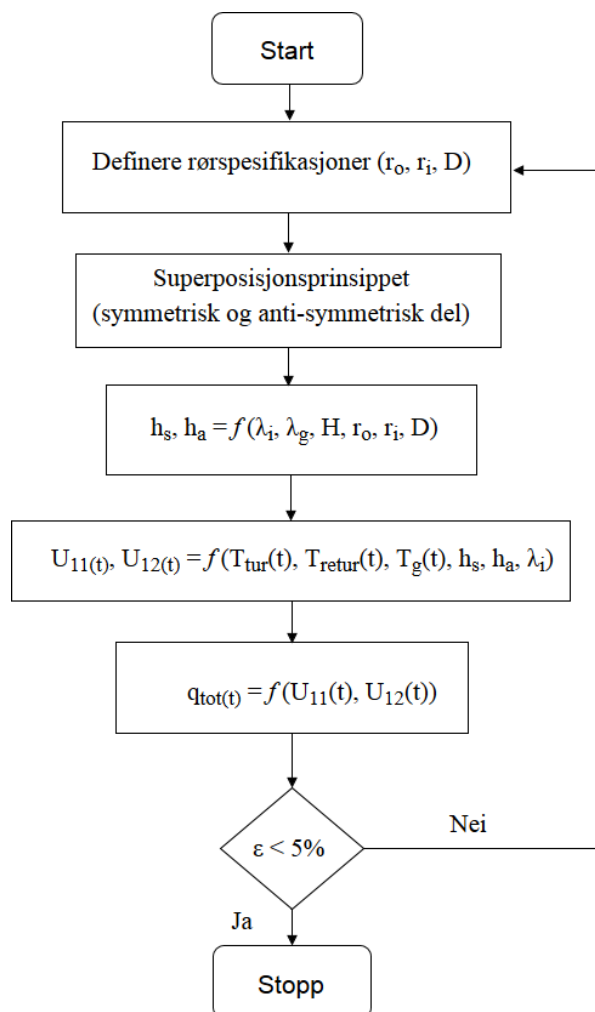 Start
Definere rørspesifikasjoner (rₒ, rᵢ, D)
Superposisjonsprinsippet
(symmetrisk og anti-symmetrisk del)
hₛ, hₐ = f(λᵢ, λ_g, H, rₒ, rᵢ, D)
U₁₁₍ₜ₎, U₁₂₍ₜ₎ = f(T_tur(t), T_retur(t), T_g(t), hₛ, hₐ, λᵢ)
q_tot(t) = f(U₁₁(t), U₁₂(t))
ε < 5%
Nei
Ja
Stopp